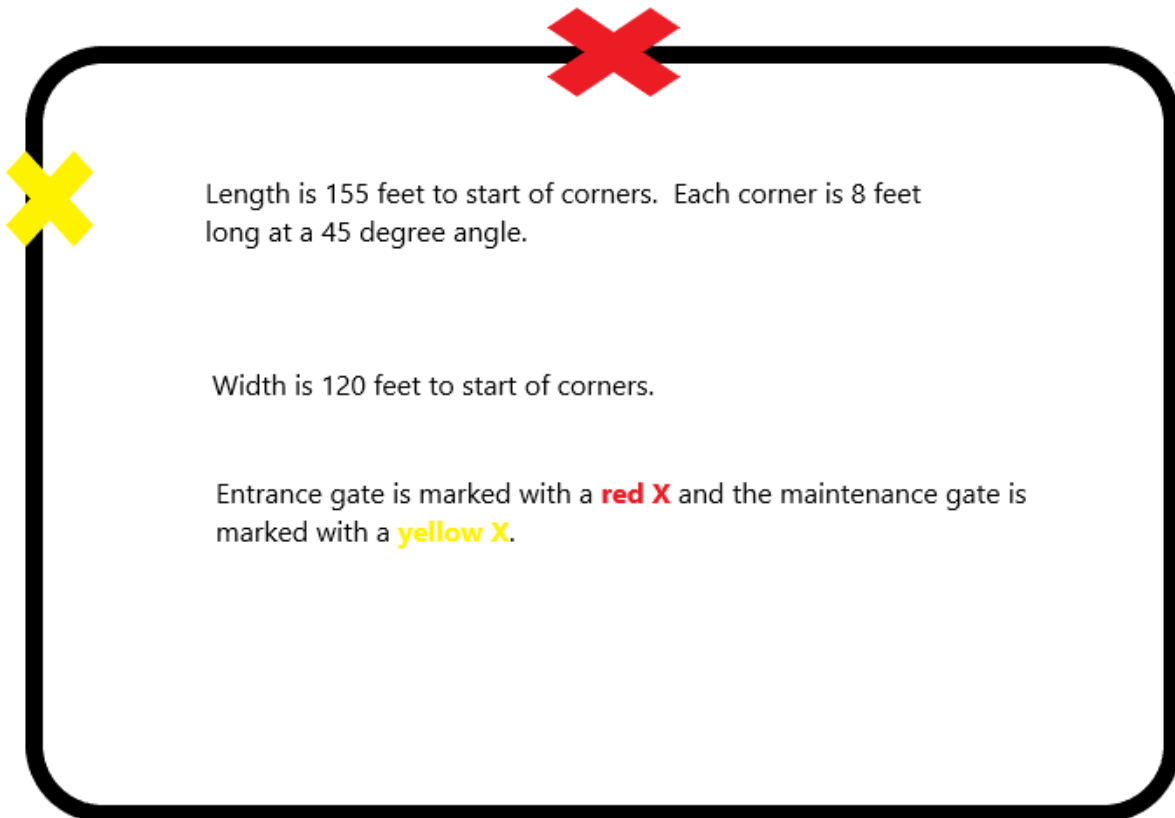 Length is 155 feet to start of corners.  Each corner is 8 feet
long at a 45 degree angle.
Width is 120 feet to start of corners.
Entrance gate is marked with a red X and the maintenance gate is
marked with a yellow X.